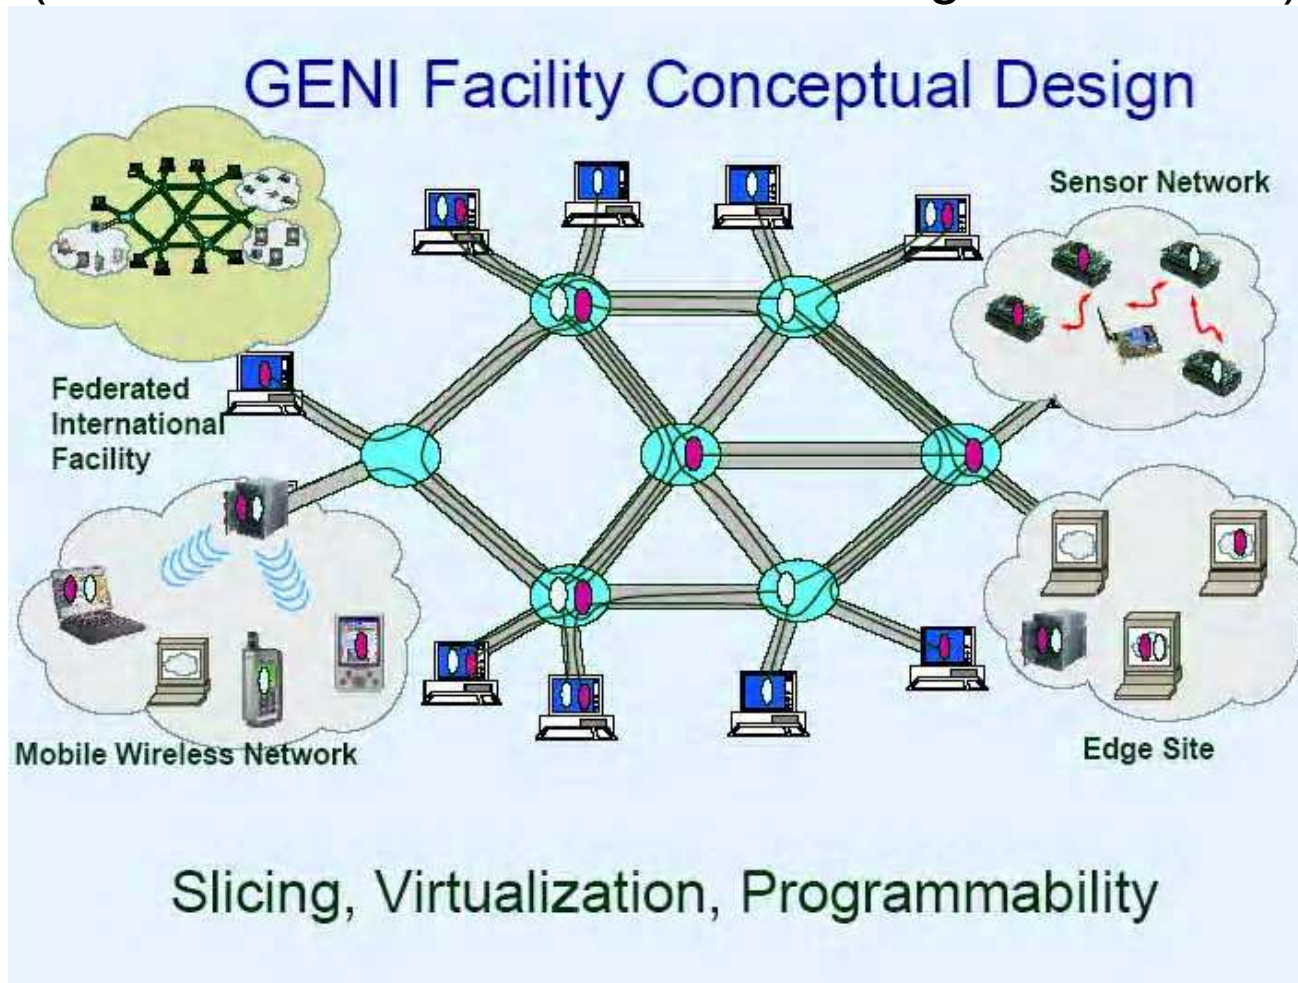 GENI Facility Conceptual Design
Sensor Network
Federated
International
Facility
Mobile Wireless Network
Edge Site
Slicing, Virtualization, Programmability